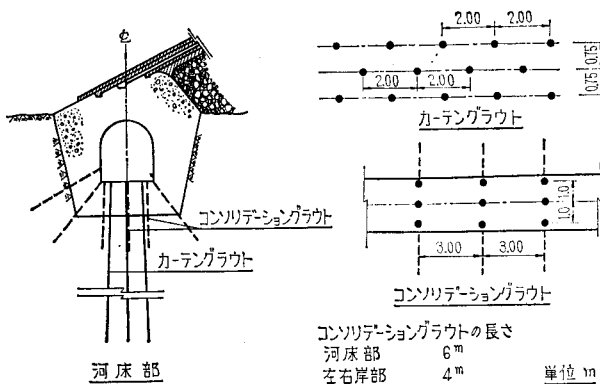 ℄
2.00 2.00
0.75 0.75
2.00 2.00
カーテングラウト
コンソリデーショングラウト
カーテングラウト
河床部
1.0 1.0
3.00 3.00
コンソリデーショングラウト
コンソリデーショングラウトの長さ
河床部 6m
左右岸部 4m
単位 m